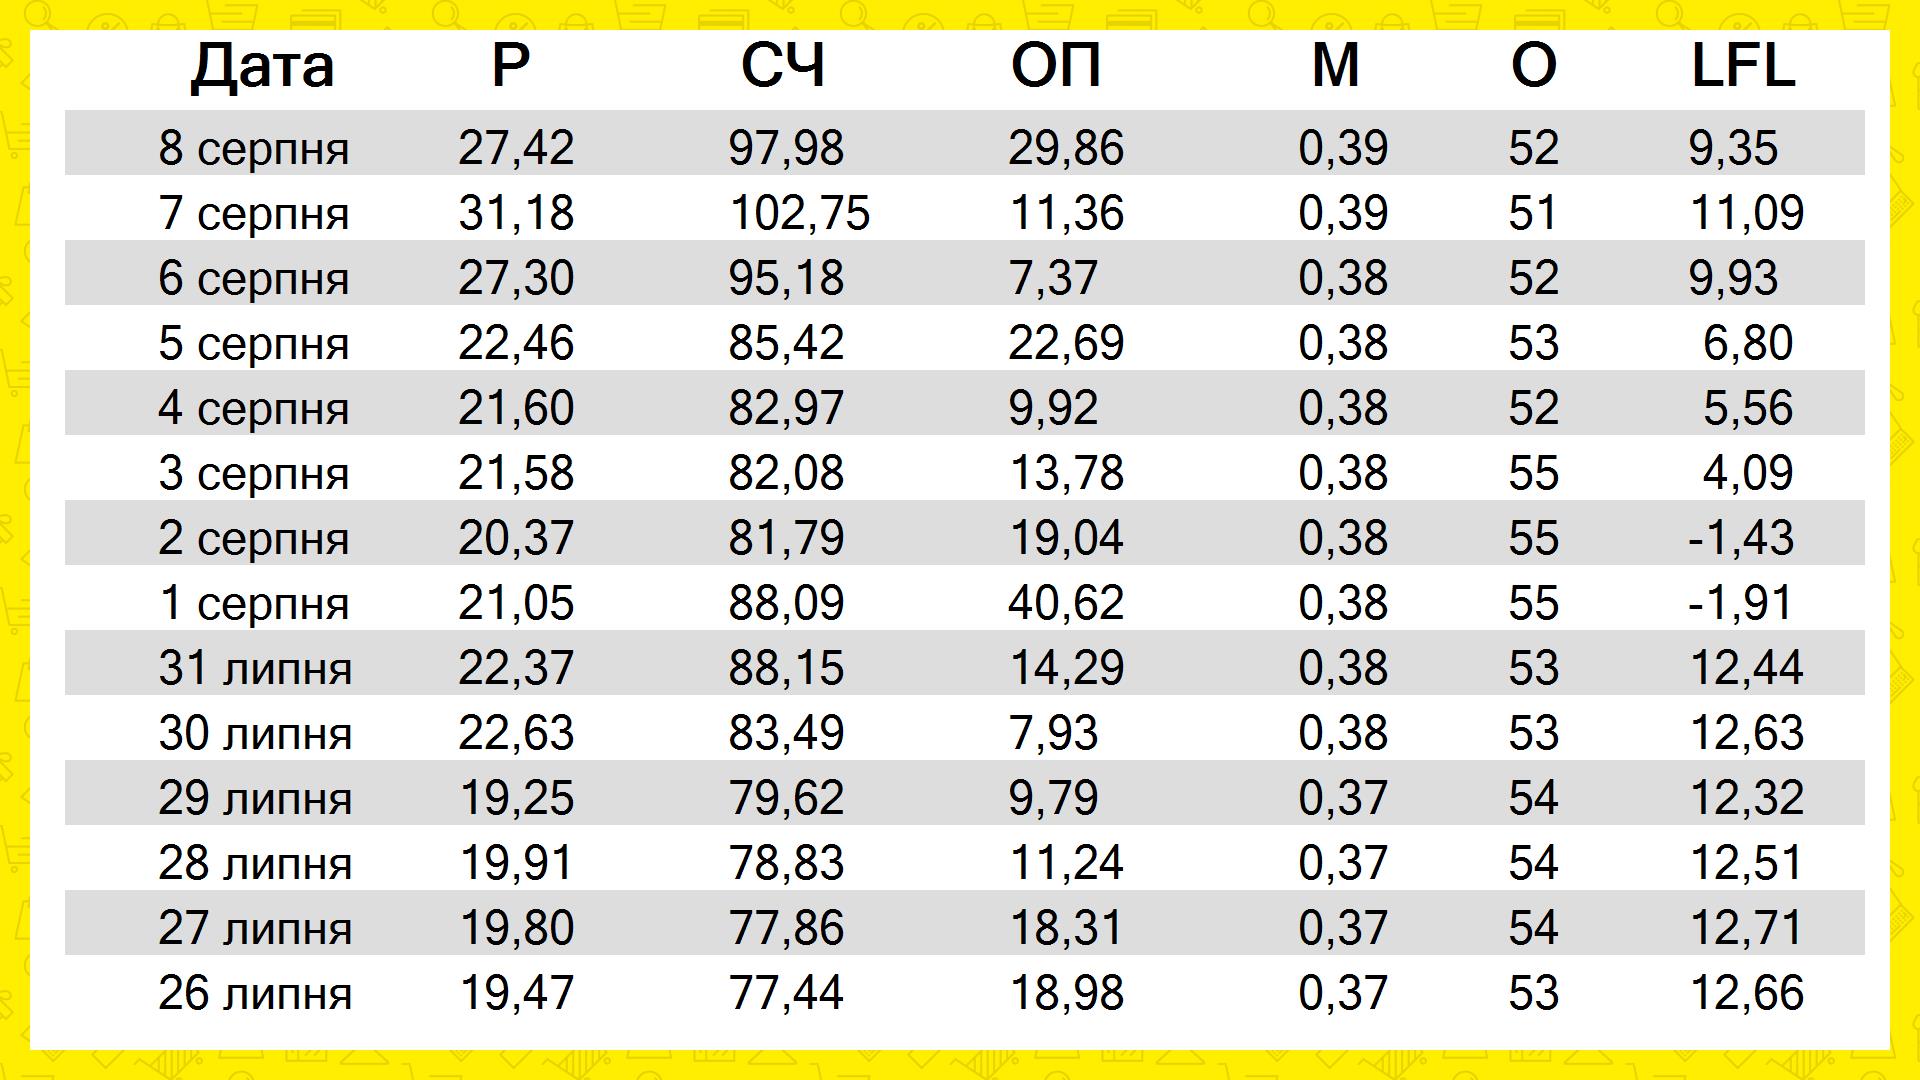 Дата Р СЧ ОП М О LFL
8 серпня 27,42 97,98 29,86 0,39 52 9,35
7 серпня 31,18 102,75 11,36 0,39 51 11,09
6 серпня 27,30 95,18 7,37 0,38 52 9,93
5 серпня 22,46 85,42 22,69 0,38 53 6,80
4 серпня 21,60 82,97 9,92 0,38 52 5,56
3 серпня 21,58 82,08 13,78 0,38 55 4,09
2 серпня 20,37 81,79 19,04 0,38 55 -1,43
1 серпня 21,05 88,09 40,62 0,38 55 -1,91
31 липня 22,37 88,15 14,29 0,38 53 12,44
30 липня 22,63 83,49 7,93 0,38 53 12,63
29 липня 19,25 79,62 9,79 0,37 54 12,32
28 липня 19,91 78,83 11,24 0,37 54 12,51
27 липня 19,80 77,86 18,31 0,37 54 12,71
26 липня 19,47 77,44 18,98 0,37 53 12,66